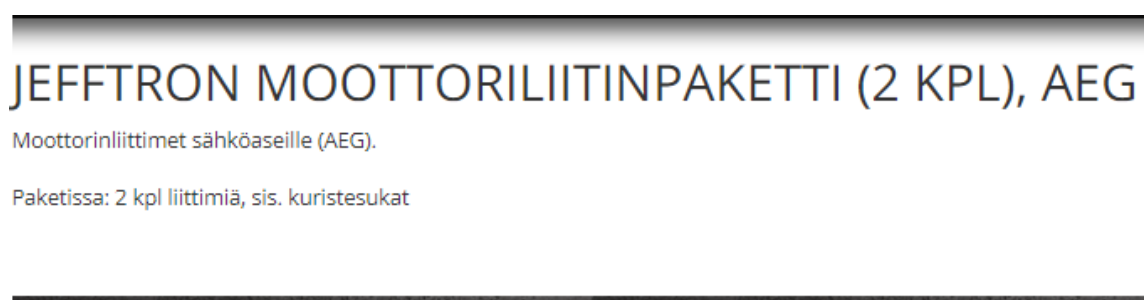 JEFFTRON MOOTTORILIITINPAKETTI (2 KPL), AEG
Moottorinliittimet sähköaseille (AEG).
Paketissa: 2 kpl liittimiä, sis. kuristesukat